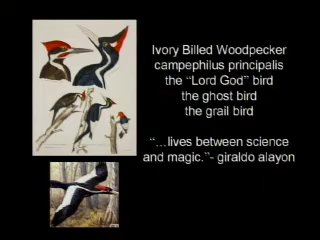 Ivory Billed Woodpecker
campephilus principalis
the “Lord God” bird
the ghost bird
the grail bird
“...lives between science
and magic.”- giraldo alayon